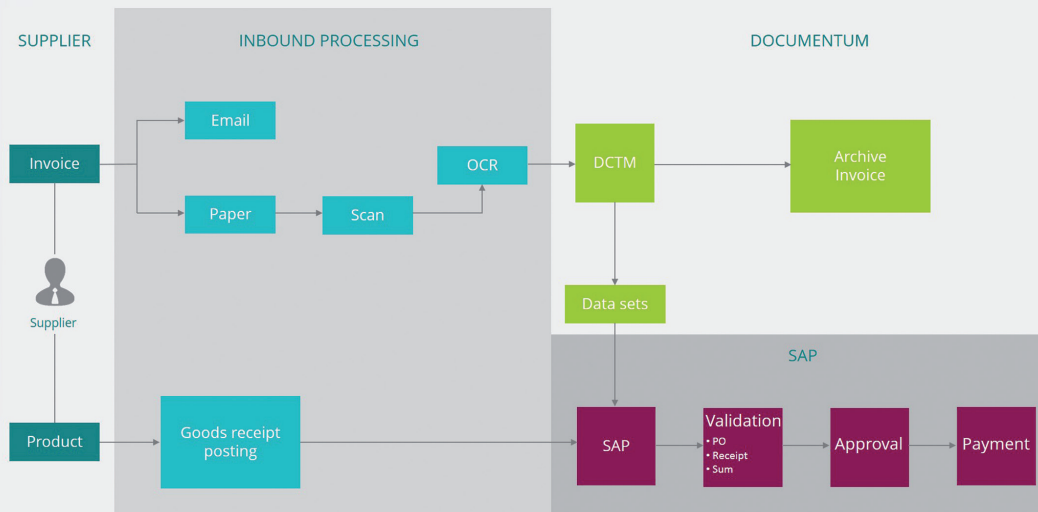 SUPPLIER
INBOUND PROCESSING
DOCUMENTUM
Email
Invoice
OCR
DCTM
Archive
Invoice
Paper
Scan
Supplier
Data sets
SAP
Product
Goods receipt
posting
SAP
Validation
• PO
• Receipt
• Sum
Approval
Payment